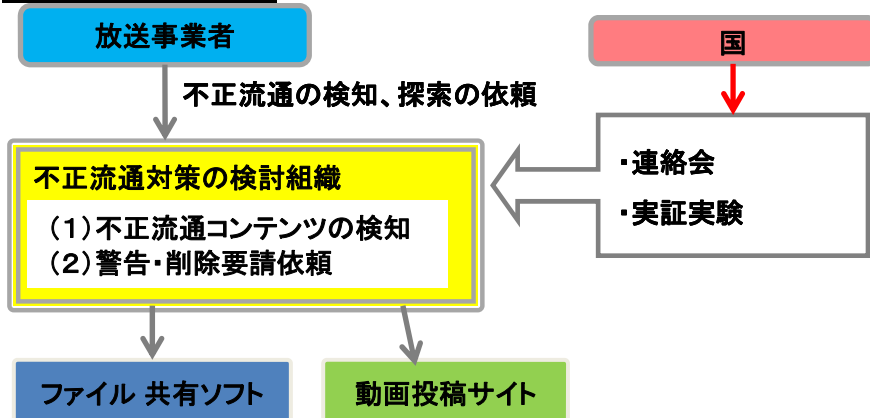 放送事業者
国
不正流通の検知、探索の依頼
不正流通対策の検討組織
（１）不正流通コンテンツの検知
（２）警告・削除要請依頼
・連絡会
・実証実験
ファイル 共有ソフト
動画投稿サイト